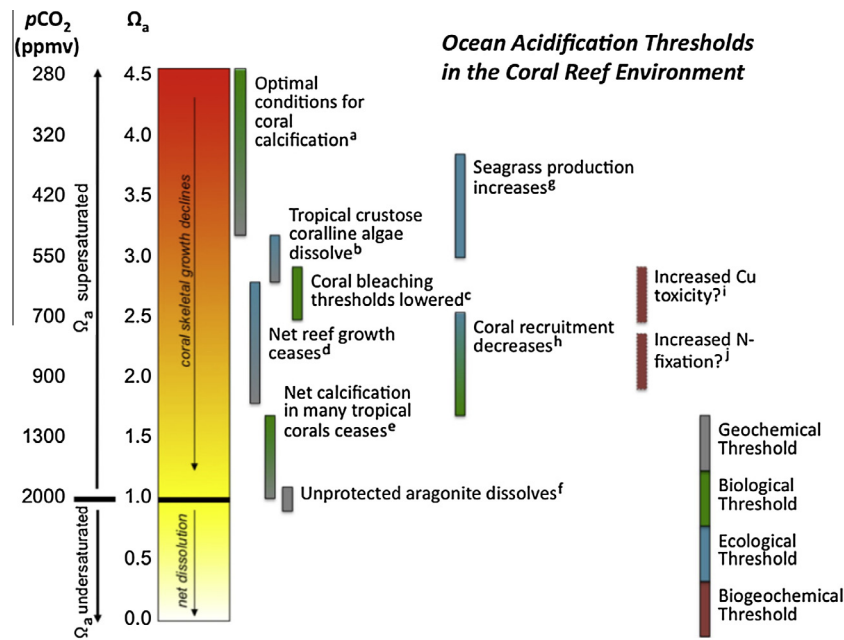 pCO2
(ppmv)
Ωa
Ocean Acidification Thresholds
in the Coral Reef Environment
280
4.5
320
4.0
420
3.5
550
3.0
700
2.5
900
2.0
1300
1.5
2000
1.0
0.5
0.0
Ωa supersaturated
Ωa undersaturated
coral skeletal growth declines
net dissolution
Optimal
conditions for
coral
calcificationa
Seagrass production
increasesg
Tropical crustose
coralline algae
dissolveb
Coral bleaching
thresholds loweredc
Increased Cu
toxicity?i
Net reef growth
ceasesd
Coral recruitment
decreasesh
Increased N-
fixation?j
Net calcification
in many tropical
corals ceasese
Unprotected aragonite dissolvesf
Geochemical
Threshold
Biological
Threshold
Ecological
Threshold
Biogeochemical
Threshold